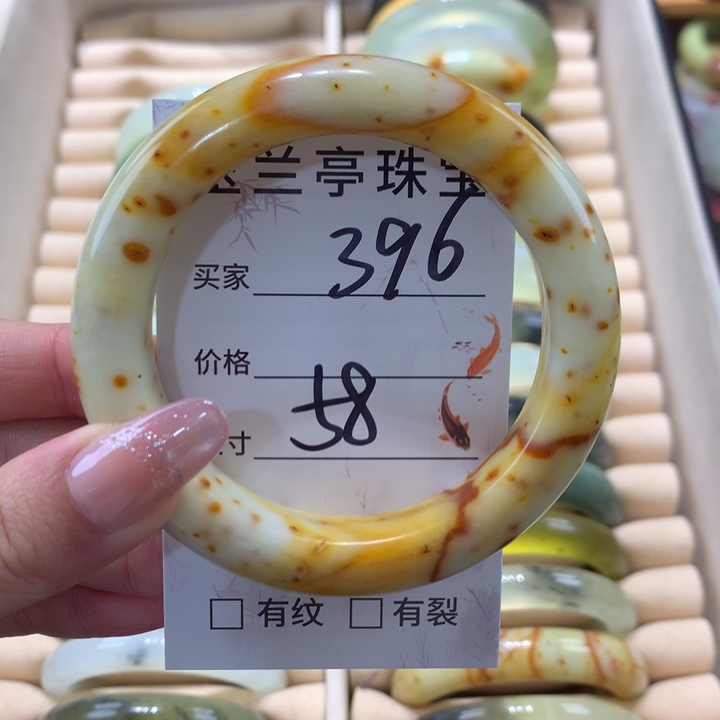 兰亭珠宝
买家 396
价格
寸 58
□ 有纹 □ 有裂